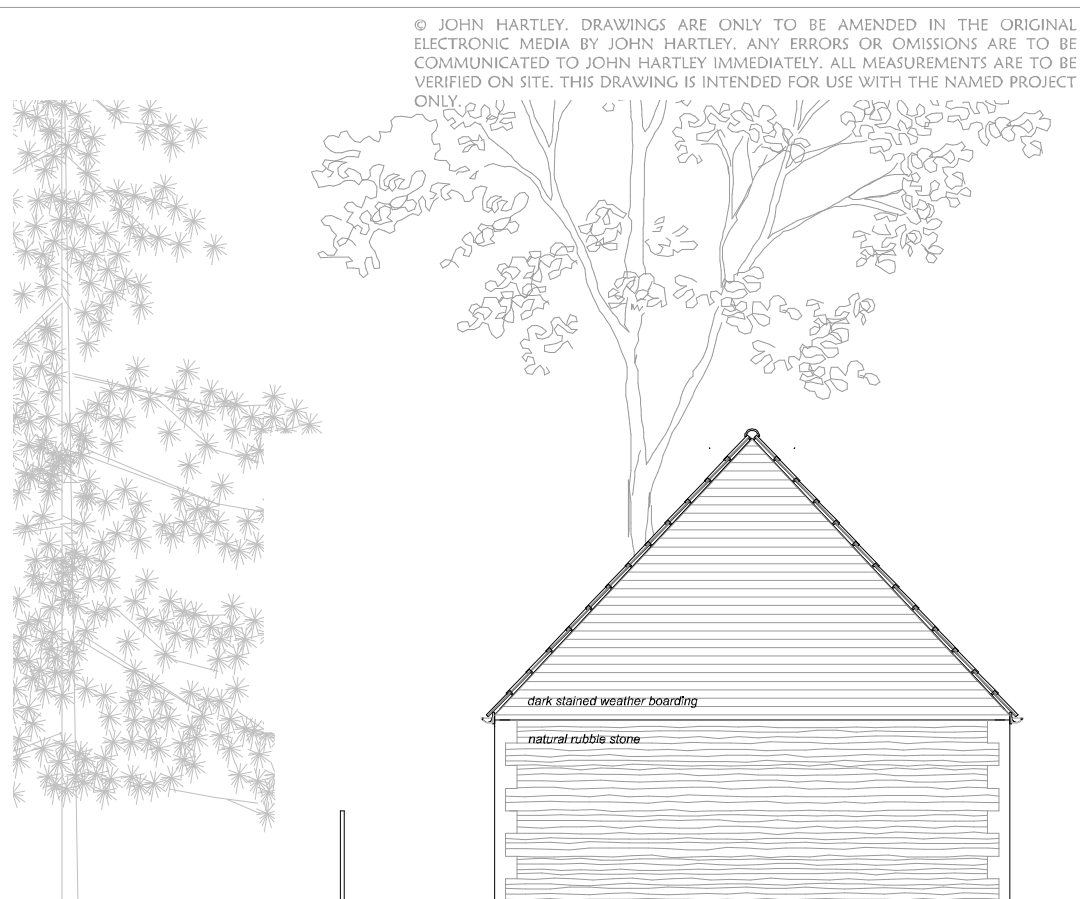 © JOHN HARTLEY. DRAWINGS ARE ONLY TO BE AMENDED IN THE ORIGINAL
ELECTRONIC MEDIA BY JOHN HARTLEY. ANY ERRORS OR OMISSIONS ARE TO BE
COMMUNICATED TO JOHN HARTLEY IMMEDIATELY. ALL MEASUREMENTS ARE TO BE
VERIFIED ON SITE. THIS DRAWING IS INTENDED FOR USE WITH THE NAMED PROJECT
ONLY.
dark stained weather boarding
natural rubble stone